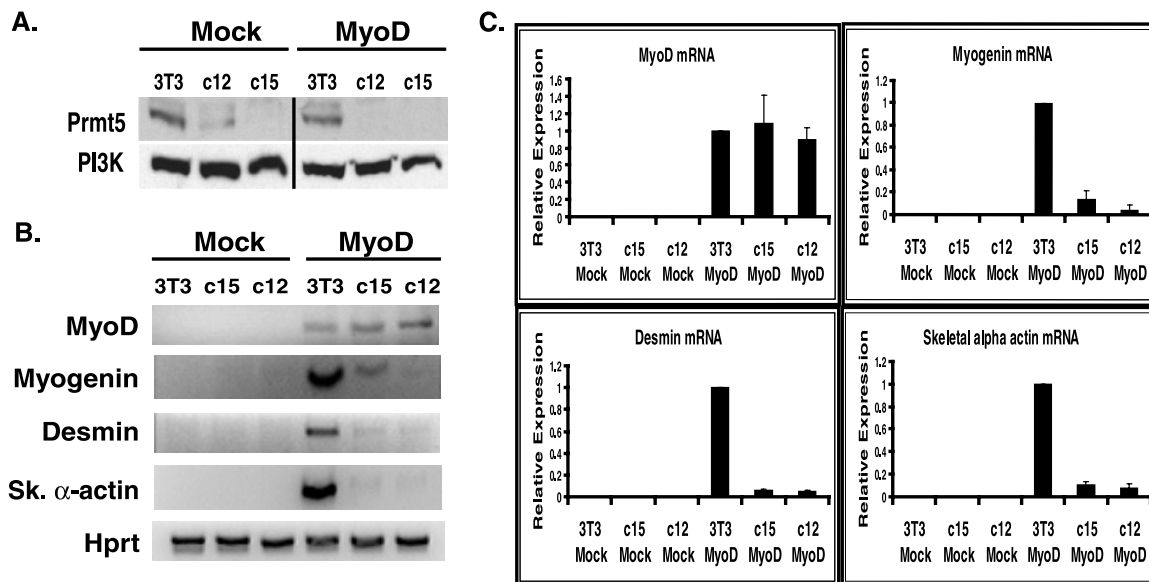 A.
Mock MyoD
3T3 c12 c15 3T3 c12 c15
Prmt5
PI3K
B.
Mock MyoD
3T3 c15 c12 3T3 c15 c12
MyoD
Myogenin
Desmin
Sk. α-actin
Hprt
C.
MyoD mRNA
Relative Expression
1.6
1.4
1.2
1
0.8
0.6
0.4
0.2
0
3T3 c15 c12 3T3 c15 c12
Mock Mock Mock MyoD MyoD MyoD
Myogenin mRNA
Relative Expression
1.2
1
0.8
0.6
0.4
0.2
0
3T3 c15 c12 3T3 c15 c12
Mock Mock Mock MyoD MyoD MyoD
Desmin mRNA
Relative Expression
1.2
1
0.8
0.6
0.4
0.2
0
3T3 c15 c12 3T3 c15 c12
Mock Mock Mock MyoD MyoD MyoD
Skeletal alpha actin mRNA
Relative Expression
1.2
1
0.8
0.6
0.4
0.2
0
3T3 c15 c12 3T3 c15 c12
Mock Mock Mock MyoD MyoD MyoD